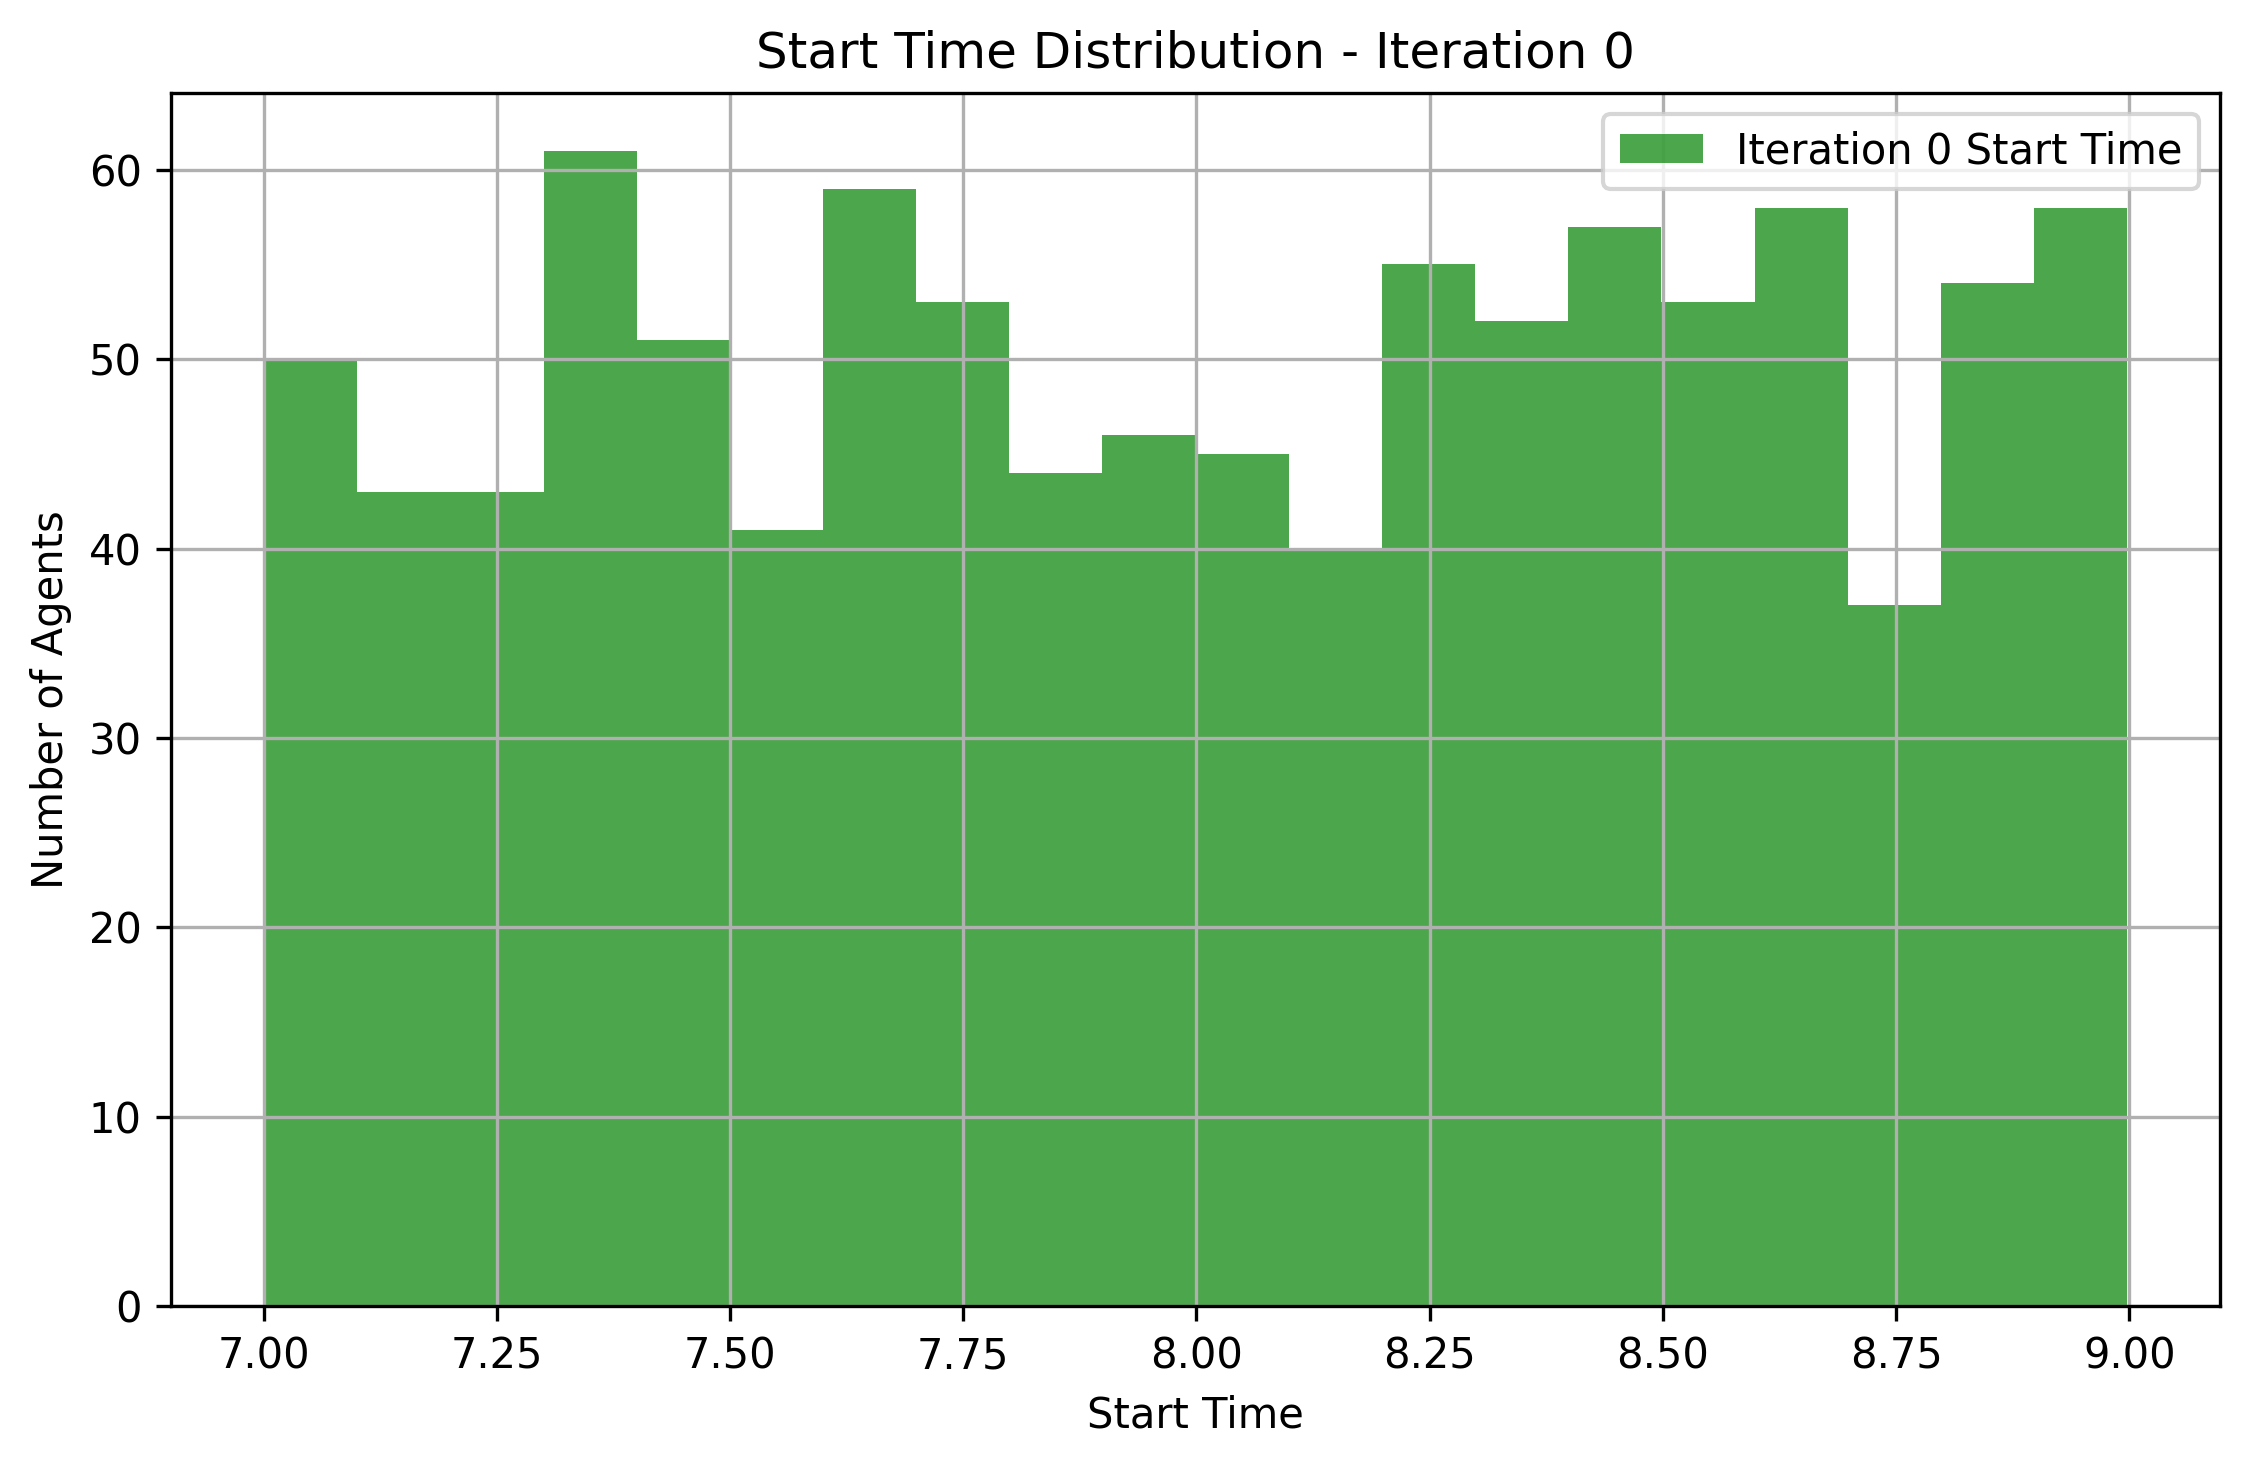 Start Time Distribution - Iteration 0
Iteration 0 Start Time
Number of Agents
60
50
40
30
20
10
0
7.00 7.25 7.50 7.75 8.00 8.25 8.50 8.75 9.00
Start Time